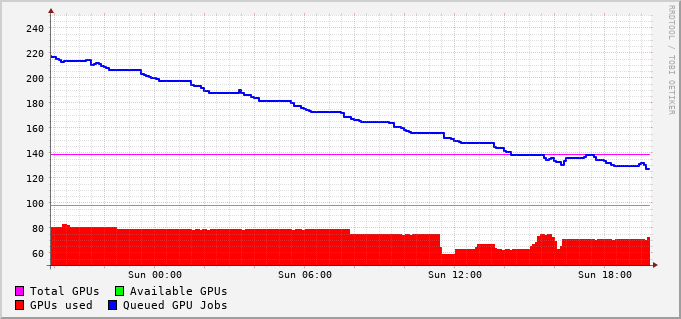 RRDTOOL / TOBI OETIKER
240
220
200
180
160
140
120
100
80
60
Sun 00:00 Sun 06:00 Sun 12:00 Sun 18:00
Total GPUs Available GPUs
GPUs used Queued GPU Jobs